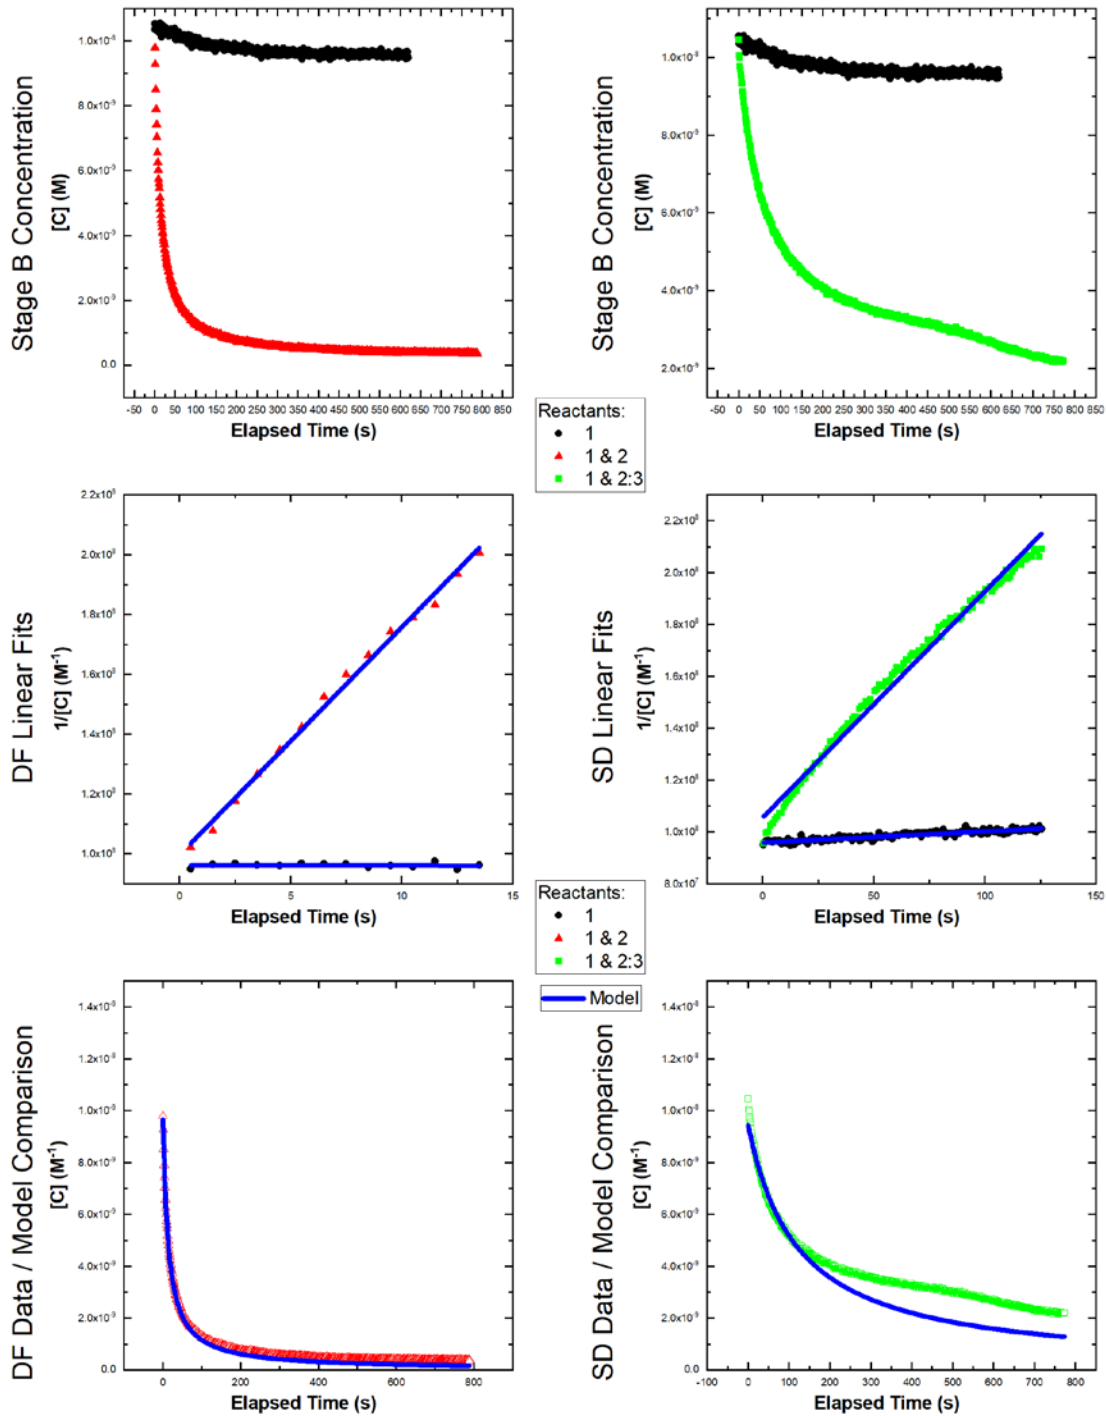 Stage B Concentration
[C] (M)
1.0x10⁻⁸
8.0x10⁻⁹
6.0x10⁻⁹
4.0x10⁻⁹
2.0x10⁻⁹
0.0
-50 0 50 100 150 200 250 300 350 400 450 500 550 600 650 700 750 800 850
Elapsed Time (s)
Stage B Concentration
[C] (M)
1.0x10⁻⁸
8.0x10⁻⁹
6.0x10⁻⁹
4.0x10⁻⁹
2.0x10⁻⁹
-50 0 50 100 150 200 250 300 350 400 450 500 550 600 650 700 750 800 850
Elapsed Time (s)
Reactants:
1
1 & 2
1 & 2:3
DF Linear Fits
1/[C] (M⁻¹)
2.2x10⁸
2.0x10⁸
1.8x10⁸
1.6x10⁸
1.4x10⁸
1.2x10⁸
1.0x10⁸
0 5 10 15
Elapsed Time (s)
SD Linear Fits
1/[C] (M⁻¹)
2.2x10⁸
2.0x10⁸
1.8x10⁸
1.6x10⁸
1.4x10⁸
1.2x10⁸
1.0x10⁸
8.0x10⁷
0 50 100 150
Elapsed Time (s)
Reactants:
1
1 & 2
1 & 2:3
Model
DF Data / Model Comparison
[C] (M⁻¹)
1.4x10⁻⁸
1.2x10⁻⁸
1.0x10⁻⁸
8.0x10⁻⁹
6.0x10⁻⁹
4.0x10⁻⁹
2.0x10⁻⁹
0.0
0 200 400 600 800
Elapsed Time (s)
SD Data / Model Comparison
[C] (M⁻¹)
1.4x10⁻⁸
1.2x10⁻⁸
1.0x10⁻⁸
8.0x10⁻⁹
6.0x10⁻⁹
4.0x10⁻⁹
2.0x10⁻⁹
0.0
-100 0 100 200 300 400 500 600 700 800
Elapsed Time (s)